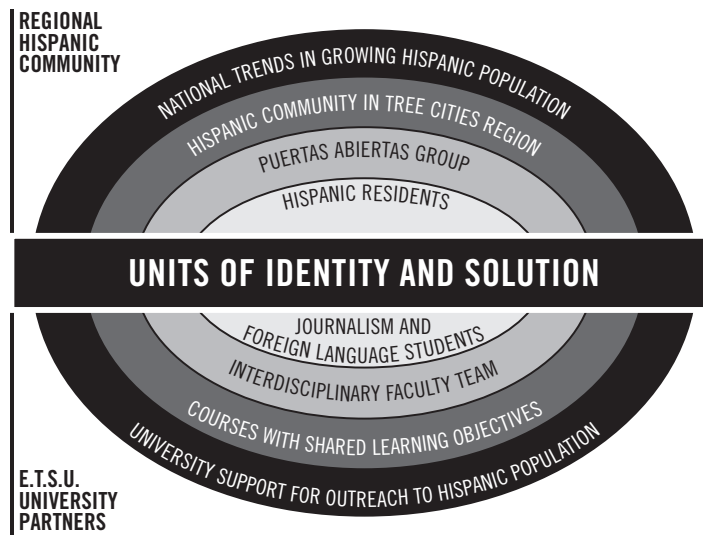 REGIONAL
HISPANIC
COMMUNITY
NATIONAL TRENDS IN GROWING HISPANIC POPULATION
HISPANIC COMMUNITY IN TREE CITIES REGION
PUERTAS ABIERTAS GROUP
HISPANIC RESIDENTS
UNITS OF IDENTITY AND SOLUTION
JOURNALISM AND
FOREIGN LANGUAGE STUDENTS
INTERDISCIPLINARY FACULTY TEAM
COURSES WITH SHARED LEARNING OBJECTIVES
UNIVERSITY SUPPORT FOR OUTREACH TO HISPANIC POPULATION
E.T.S.U.
UNIVERSITY
PARTNERS